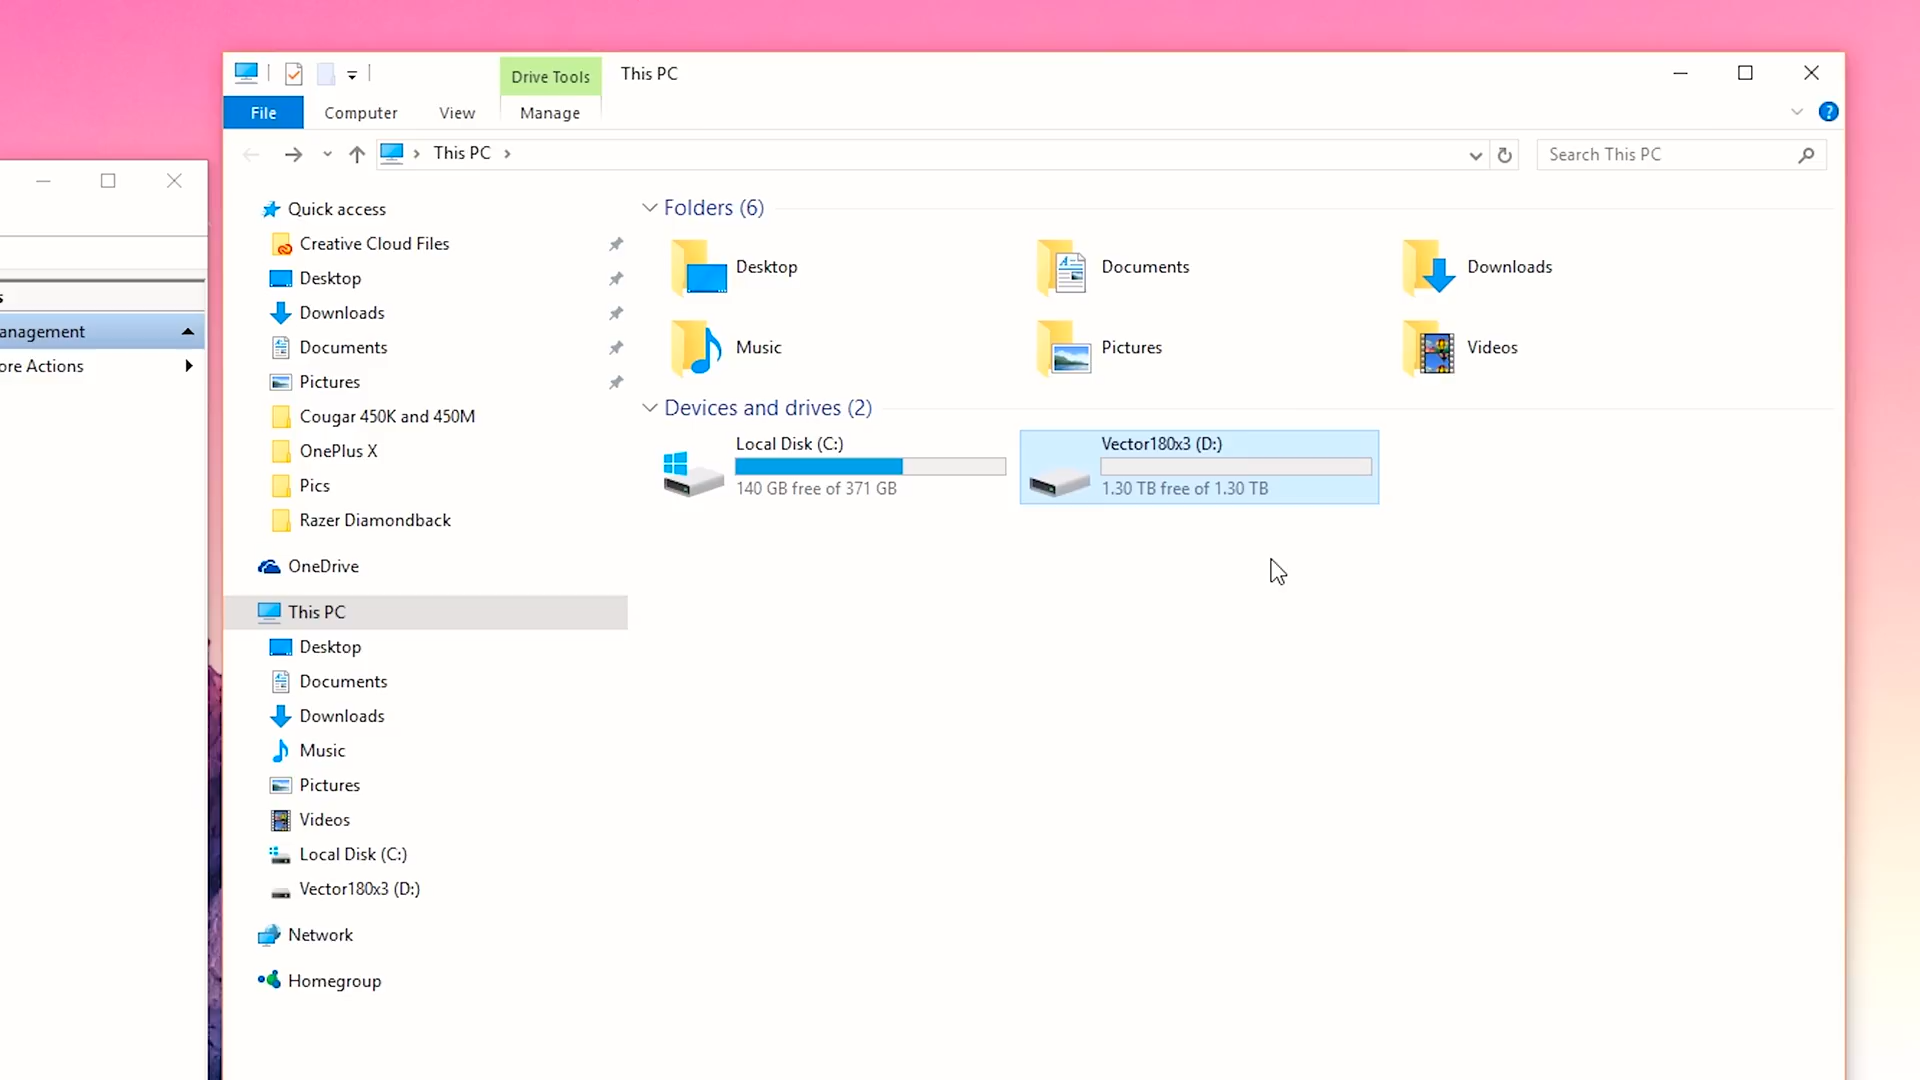 Drive Tools
This PC
File
Computer
View
Manage
This PC
Search This PC
s
anagement
ore Actions
Quick access
Creative Cloud Files
Desktop
Downloads
Documents
Pictures
Cougar 450K and 450M
OnePlus X
Pics
Razer Diamondback
OneDrive
This PC
Desktop
Documents
Downloads
Music
Pictures
Videos
Local Disk (C:)
Vector180x3 (D:)
Network
Homegroup
Folders (6)
Desktop
Documents
Downloads
Music
Pictures
Videos
Devices and drives (2)
Local Disk (C:)
140 GB free of 371 GB
Vector180x3 (D:)
1.30 TB free of 1.30 TB